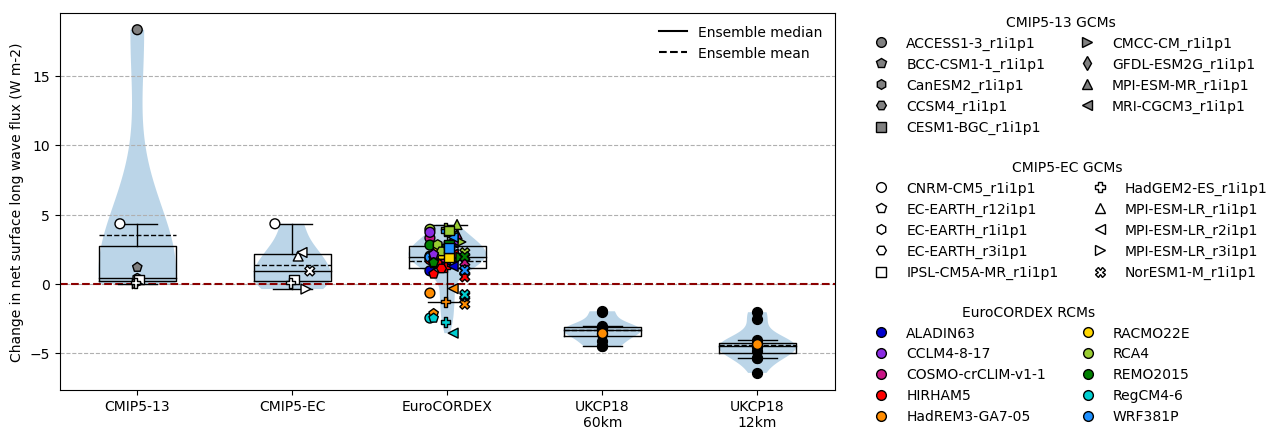 Change in net surface long wave flux (W m-2)
15
10
5
0
−5
Ensemble median
Ensemble mean
CMIP5-13
CMIP5-EC
EuroCORDEX
UKCP18
60km
UKCP18
12km
CMIP5-13 GCMs
ACCESS1-3_r1i1p1
BCC-CSM1-1_r1i1p1
CanESM2_r1i1p1
CCSM4_r1i1p1
CESM1-BGC_r1i1p1
CMCC-CM_r1i1p1
GFDL-ESM2G_r1i1p1
MPI-ESM-MR_r1i1p1
MRI-CGCM3_r1i1p1
CMIP5-EC GCMs
CNRM-CM5_r1i1p1
EC-EARTH_r12i1p1
EC-EARTH_r1i1p1
EC-EARTH_r3i1p1
IPSL-CM5A-MR_r1i1p1
HadGEM2-ES_r1i1p1
MPI-ESM-LR_r1i1p1
MPI-ESM-LR_r2i1p1
MPI-ESM-LR_r3i1p1
NorESM1-M_r1i1p1
EuroCORDEX RCMs
ALADIN63
CCLM4-8-17
COSMO-crCLIM-v1-1
HIRHAM5
HadREM3-GA7-05
RACMO22E
RCA4
REMO2015
RegCM4-6
WRF381P